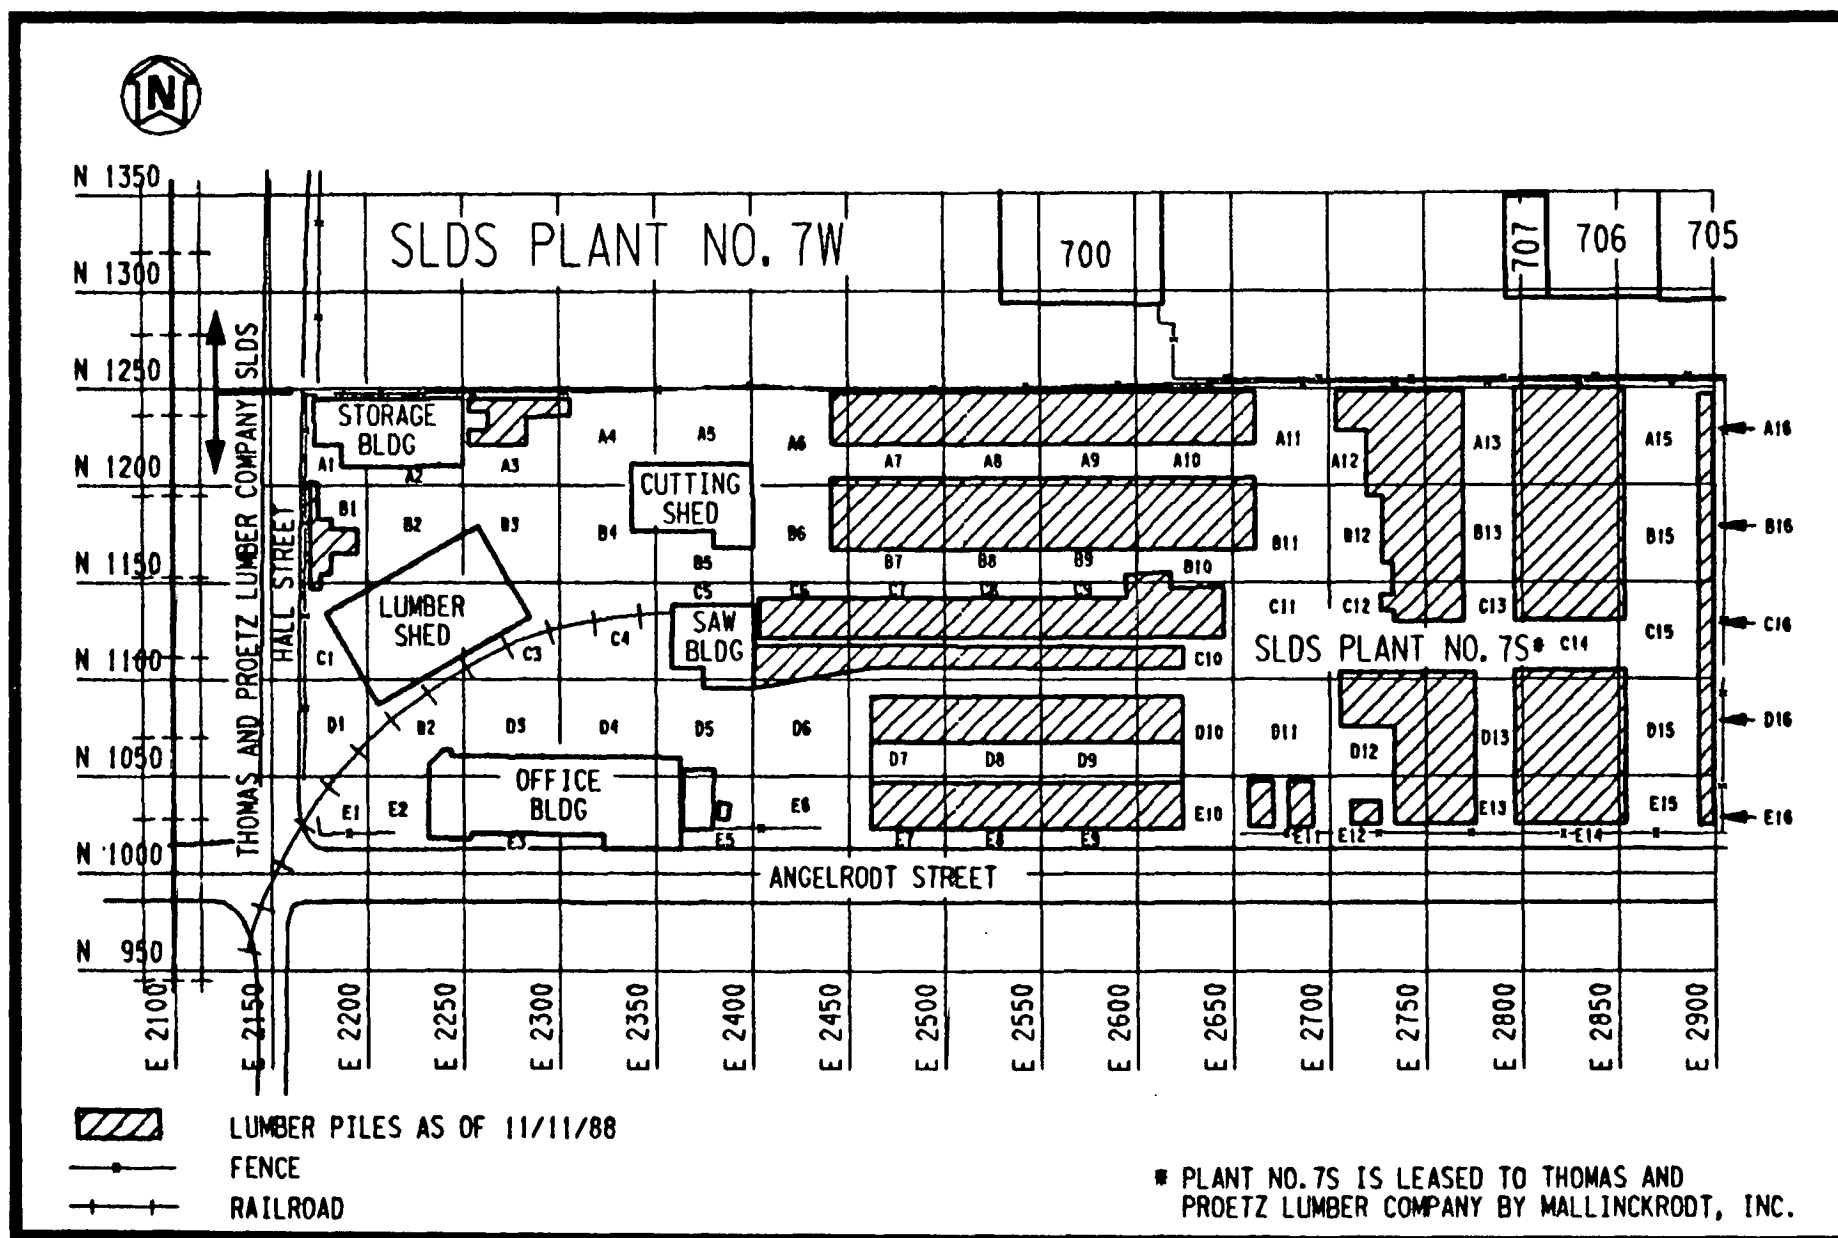 N
N 1350
SLDS PLANT NO. 7W
700
707
706
705
N 1300
N 1250
THOMAS AND PROETZ LUMBER COMPANY
SLDS
HALL STREET
STORAGE
BLDG
A1
A2
A3
A4
A5
A6
A7
A8
A9
A10
A11
A12
A13
A15
A16
N 1200
CUTTING
SHED
B1
B2
B3
B4
B5
B6
B7
B8
B9
B10
B11
B12
B13
B15
B16
N 1150
LUMBER
SHED
SAW
BLDG
C1
C3
C4
C5
C6
C7
C8
C9
C10
C11
C12
C13
C14
C15
C16
SLDS PLANT NO. 7S*
N 1100
D1
B2
D3
D4
D5
D6
D7
D8
D9
D10
D11
D12
D13
D15
D16
N 1050
OFFICE
BLDG
E1
E2
E3
E5
E6
E7
E8
E9
E10
E11
E12
E13
E14
E15
E16
N 1000
ANGELRODT STREET
N 950
E 2100
E 2150
E 2200
E 2250
E 2300
E 2350
E 2400
E 2450
E 2500
E 2550
E 2600
E 2650
E 2700
E 2750
E 2800
E 2850
E 2900
LUMBER PILES AS OF 11/11/88
FENCE
RAILROAD
* PLANT NO. 7S IS LEASED TO THOMAS AND
PROETZ LUMBER COMPANY BY MALLINCKRODT, INC.